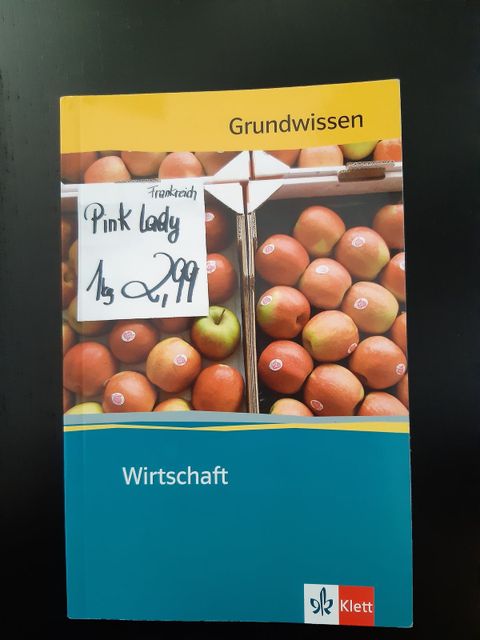 Grundwissen
Frankreich
Pink Lady
1kg 2,99
Wirtschaft
Klett